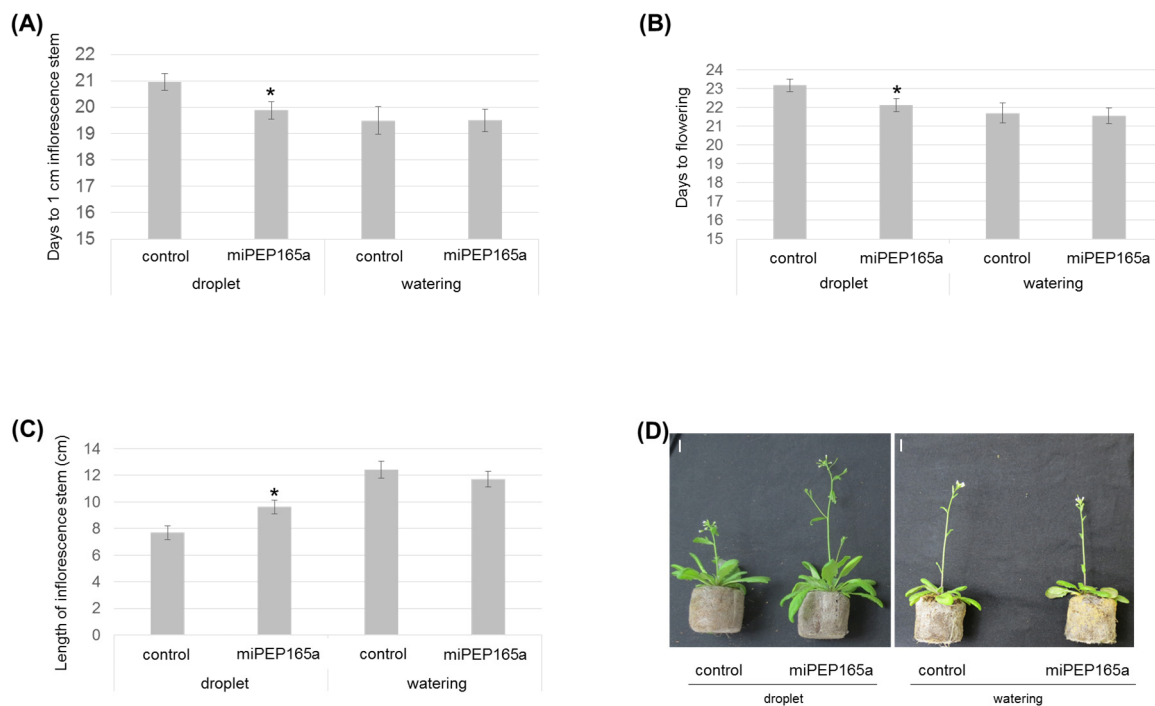 (A)
Days to 1 cm inflorescence stem
22
21
20
19
18
17
16
15
*
control miPEP165a control miPEP165a
droplet watering
(B)
Days to flowering
24
23
22
21
20
19
18
17
16
15
*
control miPEP165a control miPEP165a
droplet watering
(C)
Length of inflorescence stem (cm)
14
12
10
8
6
4
2
0
*
control miPEP165a control miPEP165a
droplet watering
(D)
control miPEP165a control miPEP165a
droplet watering